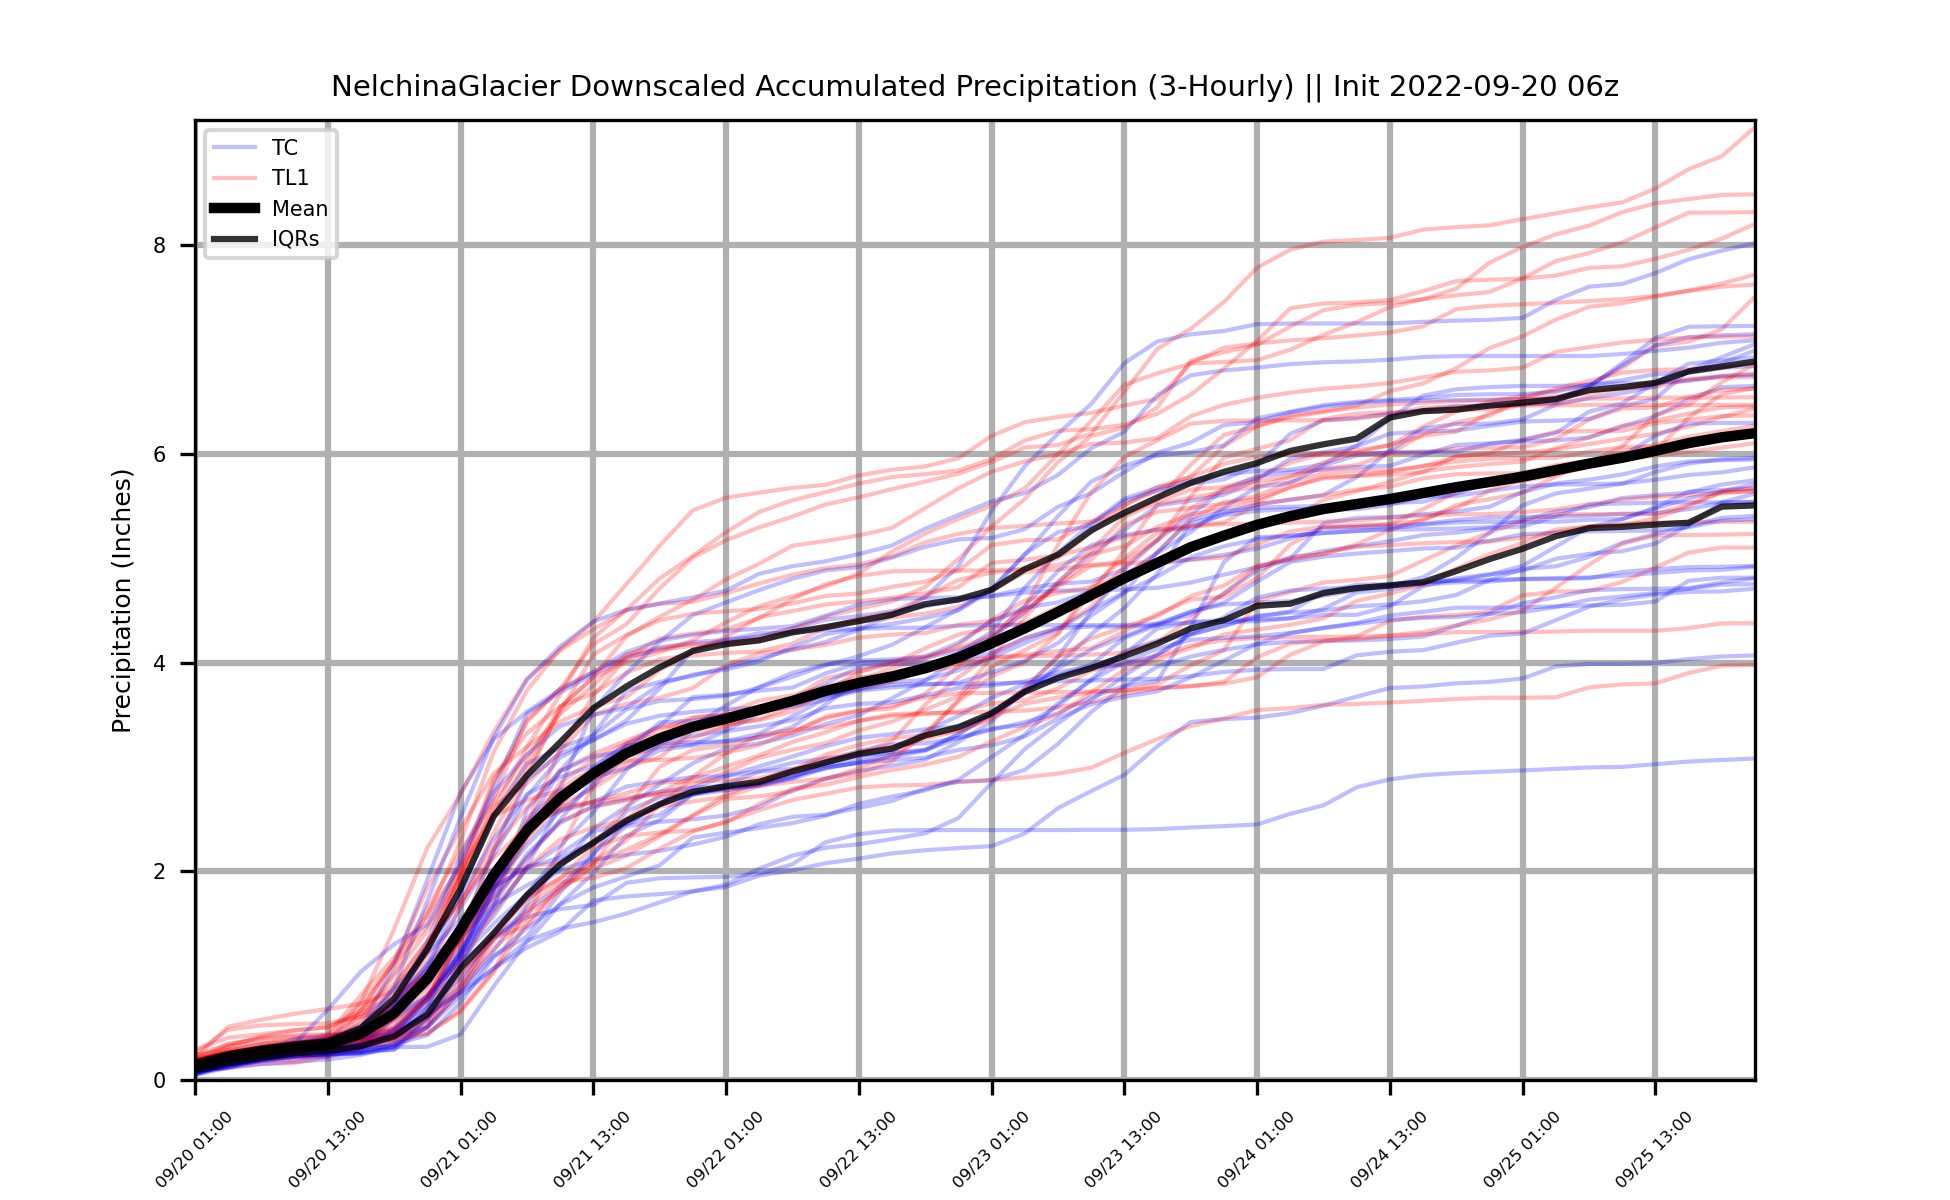 NelchinaGlacier Downscaled Accumulated Precipitation (3-Hourly) || Init 2022-09-20 06z
TC
TL1
Mean
IQRs
Precipitation (Inches)
8
6
4
2
0
09/20 01:00
09/20 13:00
09/21 01:00
09/21 13:00
09/22 01:00
09/22 13:00
09/23 01:00
09/23 13:00
09/24 01:00
09/24 13:00
09/25 01:00
09/25 13:00